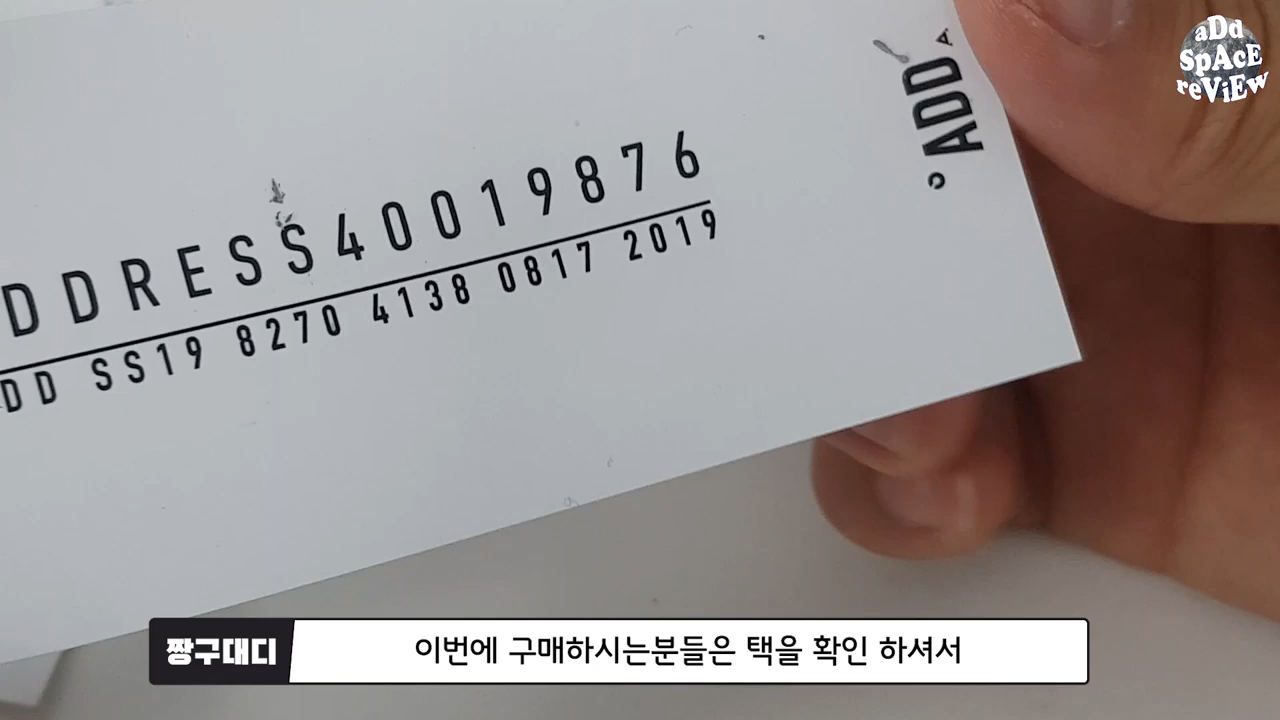 aDd
SpAcE
reViEw
ADD
DDRESS40019876
DD SS19 8270 4138 0817 2019
짱구대디
이번에 구매하시는분들은 택을 확인 하셔서